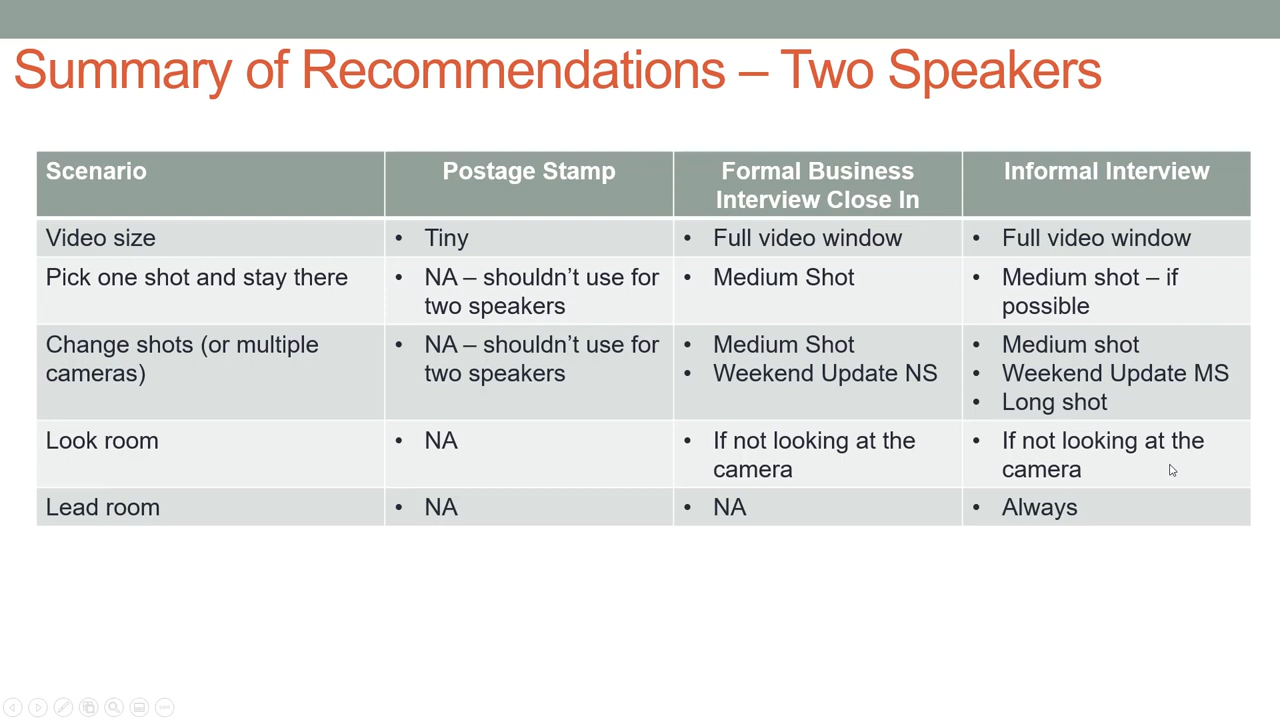 Summary of Recommendations – Two Speakers
Scenario
Postage Stamp
Formal Business
Interview Close In
Informal Interview
Video size
• Tiny
• Full video window
• Full video window
Pick one shot and stay there
• NA – shouldn’t use for
two speakers
• Medium Shot
• Medium shot – if
possible
Change shots (or multiple
cameras)
• NA – shouldn’t use for
two speakers
• Medium Shot
• Weekend Update NS
• Medium shot
• Weekend Update MS
• Long shot
Look room
• NA
• If not looking at the
camera
• If not looking at the
camera
Lead room
• NA
• NA
• Always